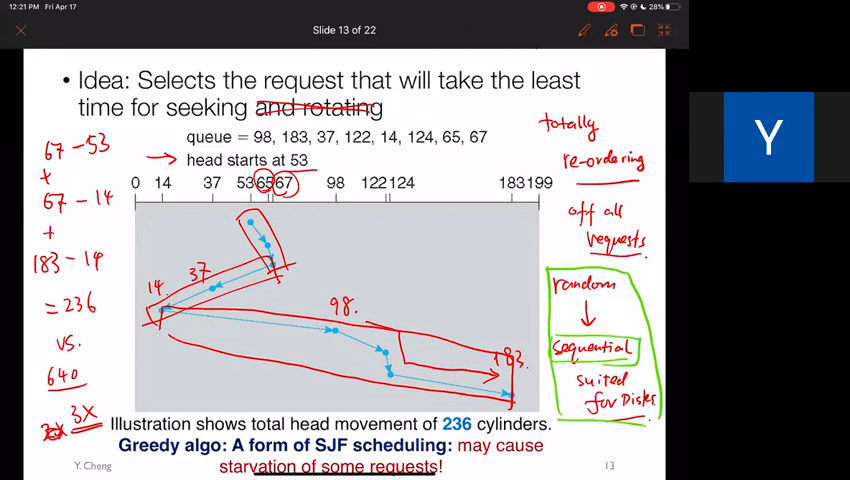 12:21 PM Fri Apr 17
28%
Slide 13 of 22
• Idea: Selects the request that will take the least
time for seeking and rotating
queue = 98, 183, 37, 122, 14, 124, 65, 67
head starts at 53
0 14 37 53 65 67 98 122 124 183 199
67 - 53
+
67 - 14
+
183 - 14
= 236
vs.
640
3x
37
14
98.
183.
totally
re-ordering
off all
requests
random
↓
sequential
suited
for Disks.
Y
Illustration shows total head movement of 236 cylinders.
Greedy algo: A form of SJF scheduling: may cause
starvation of some requests!
Y. Cheng
13